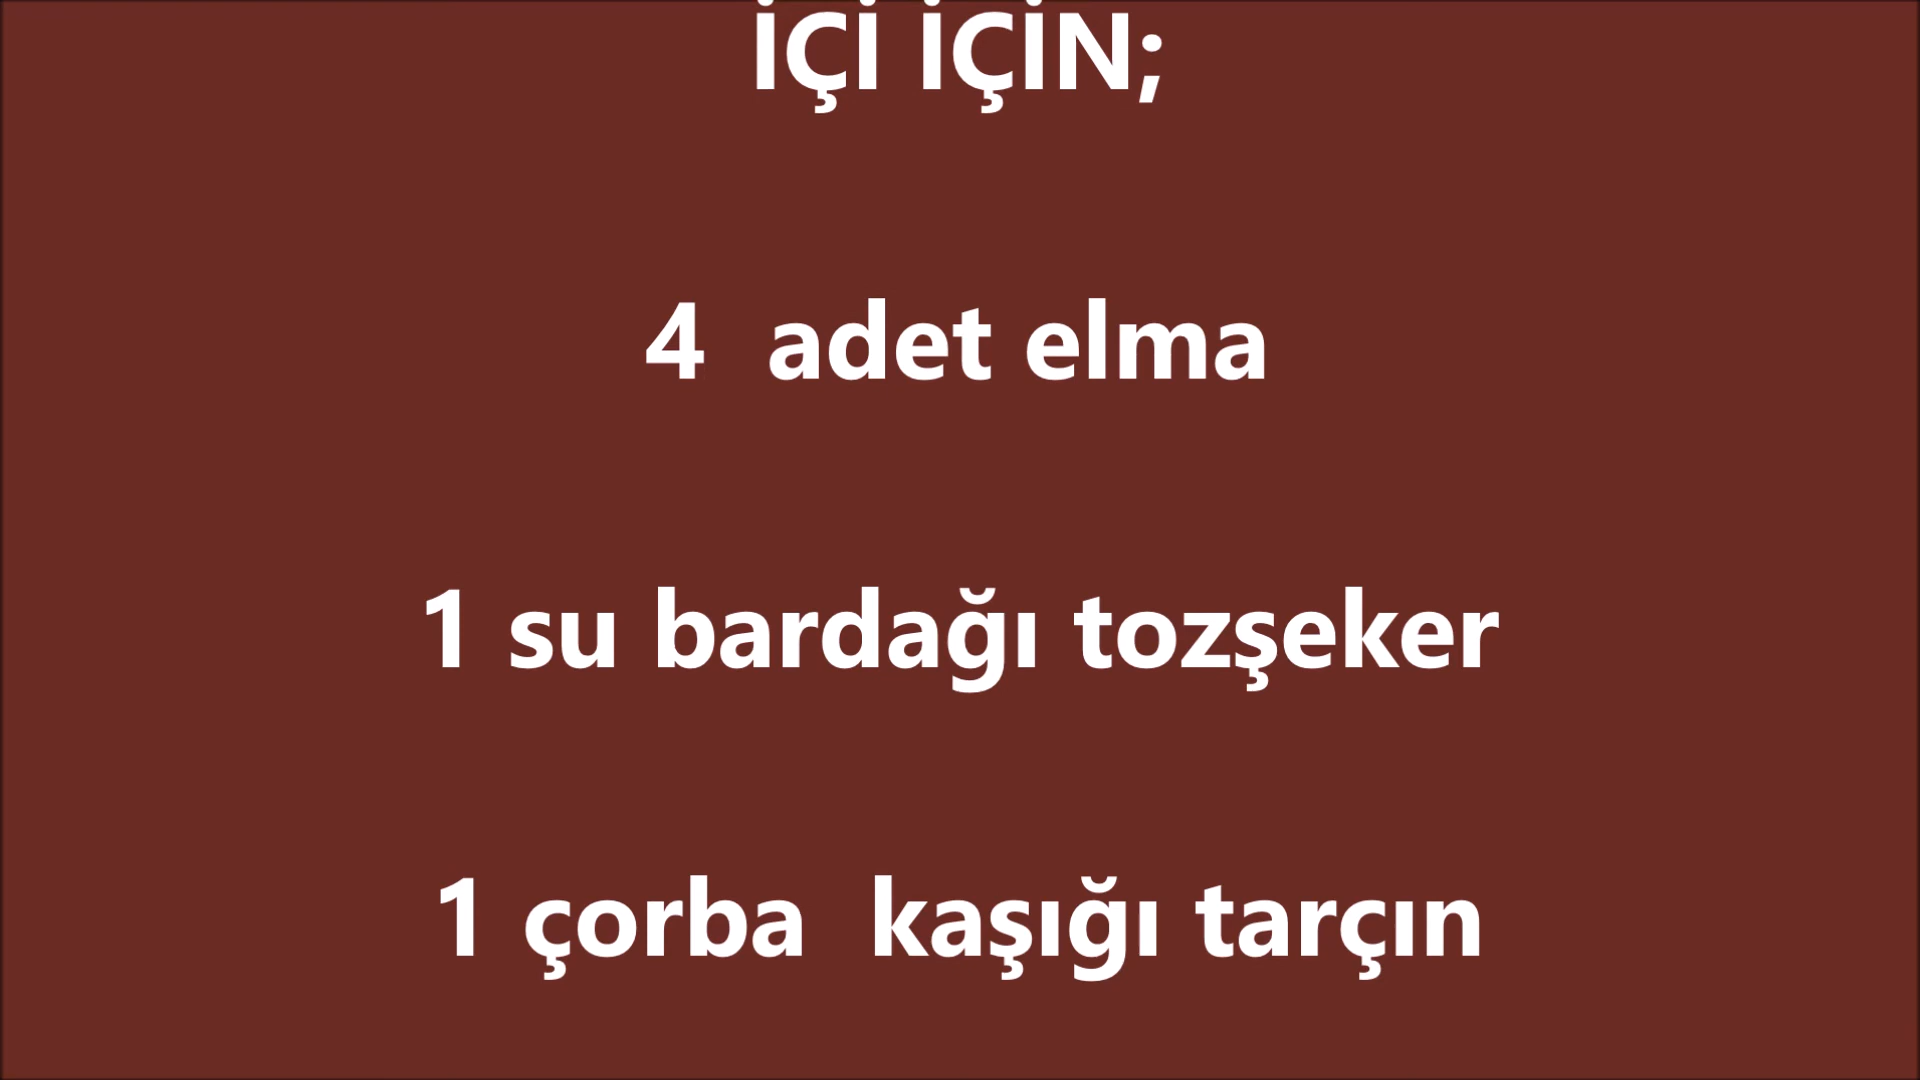 İÇİ İÇİN;
4 adet elma
1 su bardağı tozşeker
1 çorba kaşığı tarçın